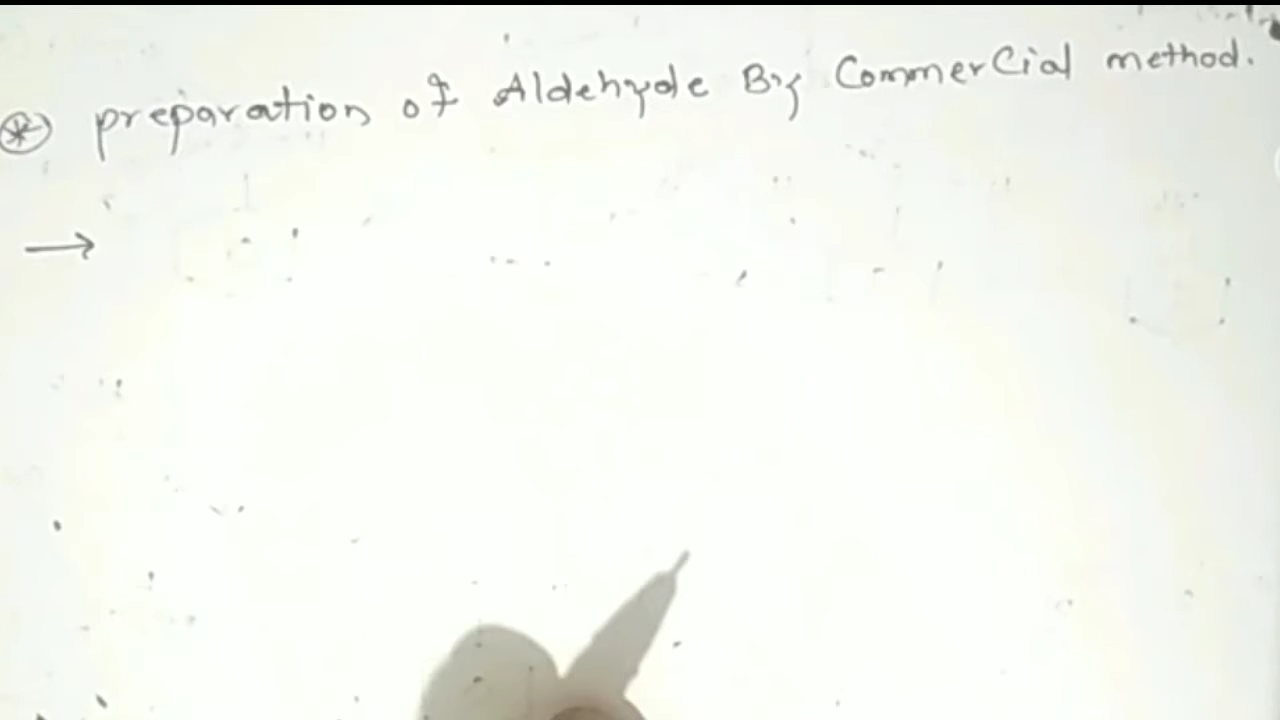 ⊛ preparation of Aldehyde By Commercial method.
→